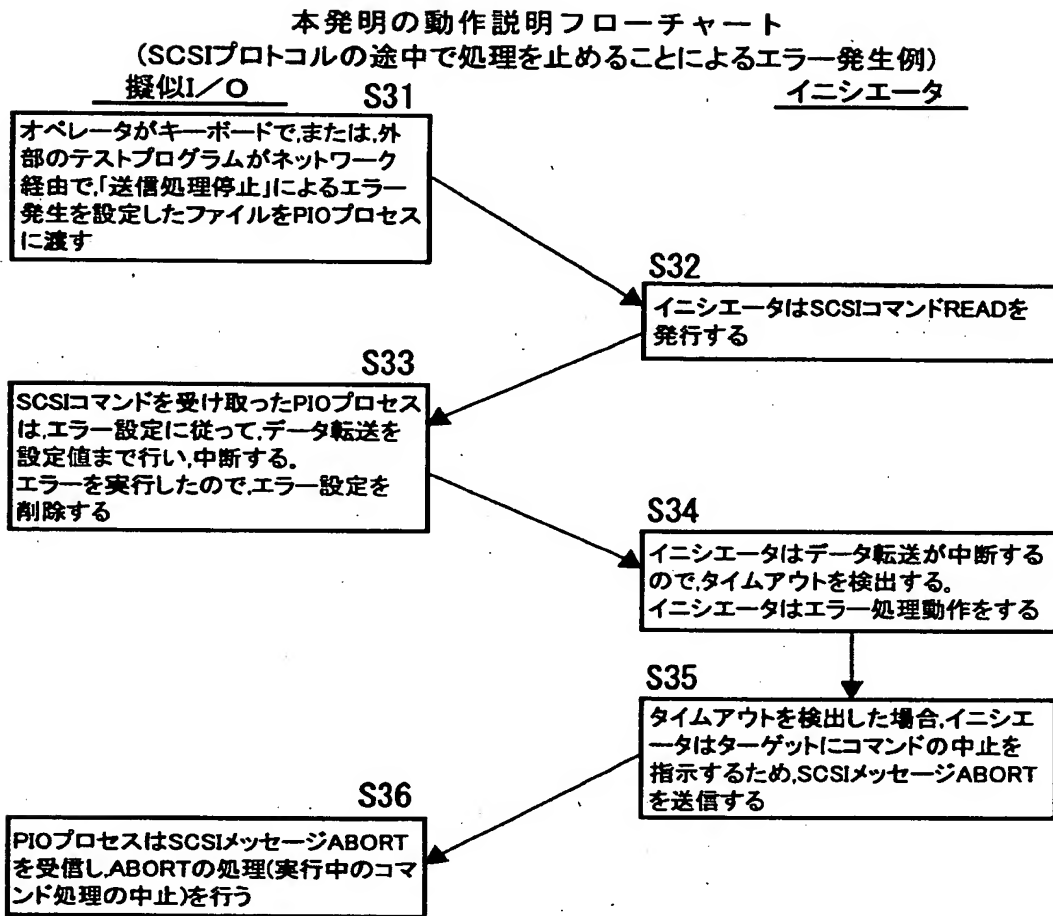 本発明の動作説明フローチャート
(SCSIプロトコルの途中で処理を止めることによるエラー発生例)
擬似I/O
イニシエータ
S31
オペレータがキーボードで,または,外
部のテストプログラムがネットワーク
経由で,「送信処理停止」によるエラー
発生を設定したファイルをPIOプロセス
に渡す
S32
イニシエータはSCSIコマンドREADを
発行する
S33
SCSIコマンドを受け取ったPIOプロセス
は,エラー設定に従って,データ転送を
設定値まで行い,中断する。
エラーを実行したので,エラー設定を
削除する
S34
イニシエータはデータ転送が中断する
ので,タイムアウトを検出する。
イニシエータはエラー処理動作をする
S35
タイムアウトを検出した場合,イニシエ
ータはターゲットにコマンドの中止を
指示するため,SCSIメッセージABORT
を送信する
S36
PIOプロセスはSCSIメッセージABORT
を受信し,ABORTの処理(実行中のコマ
ンド処理の中止)を行う